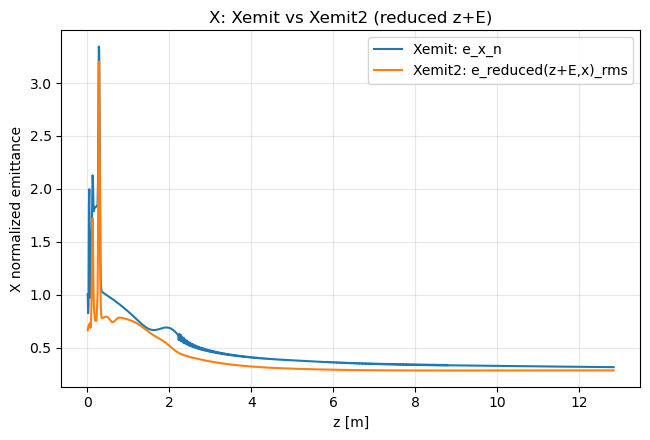 X: Xemit vs Xemit2 (reduced z+E)
Xemit: e_x_n
Xemit2: e_reduced(z+E,x)_rms
X normalized emittance
3.0
2.5
2.0
1.5
1.0
0.5
0 2 4 6 8 10 12
z [m]